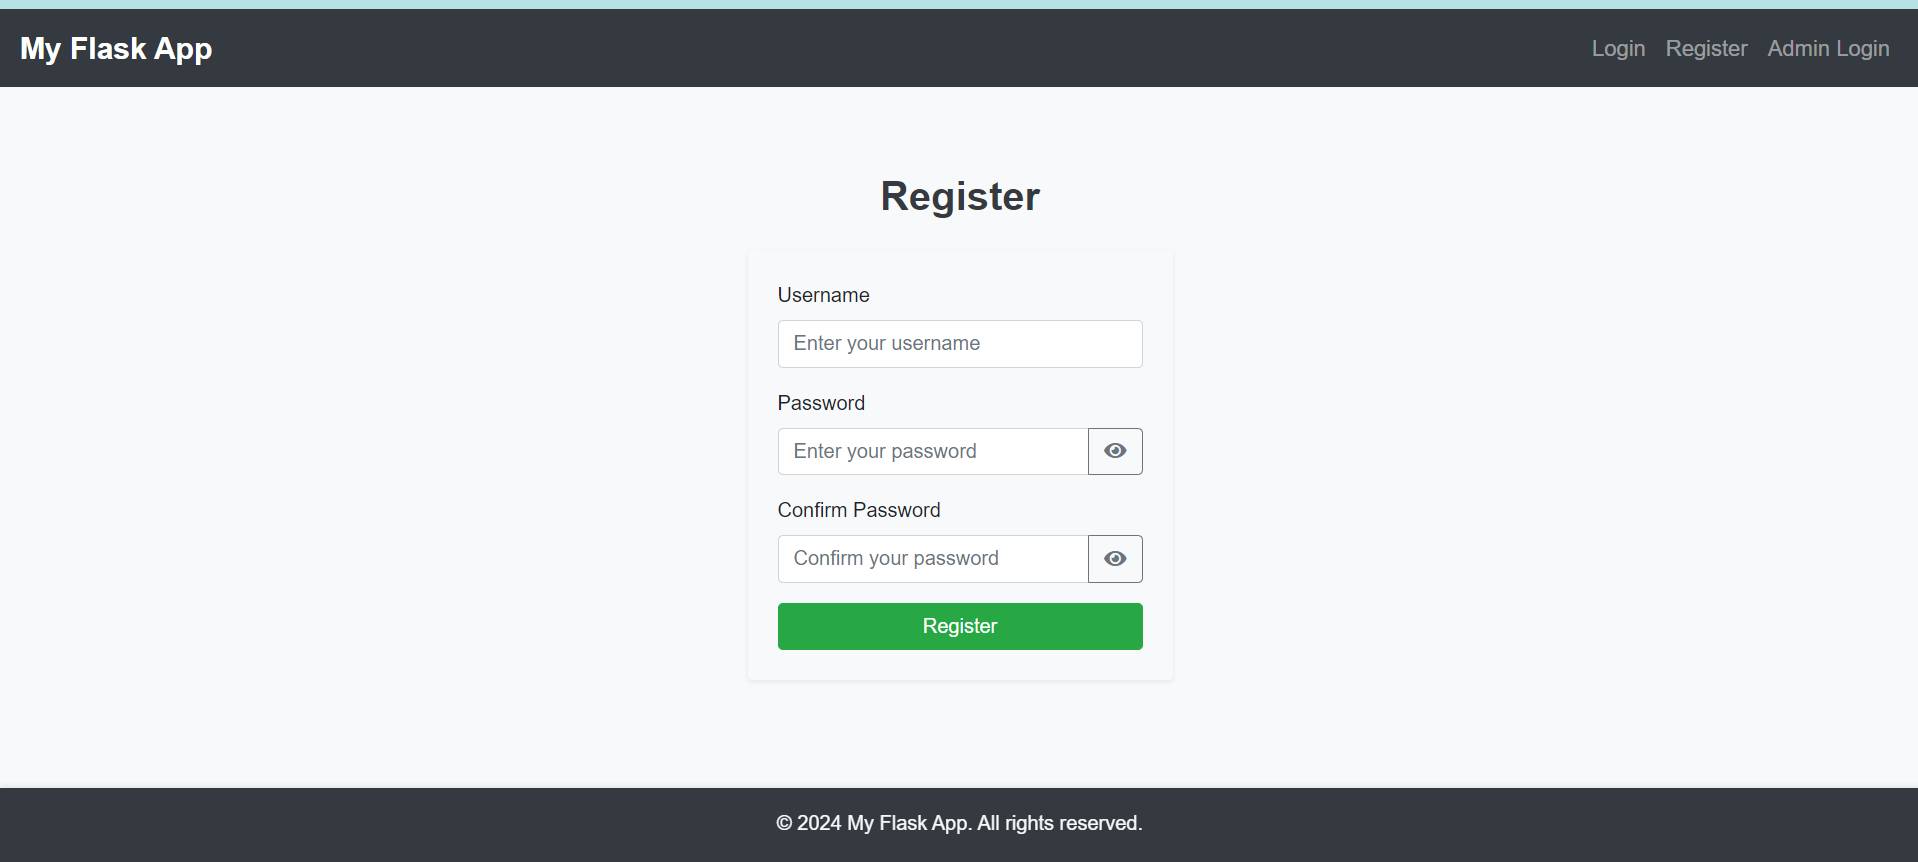 My Flask App
Login Register Admin Login
Register
Username
Enter your username
Password
Enter your password
Confirm Password
Confirm your password
Register
© 2024 My Flask App. All rights reserved.